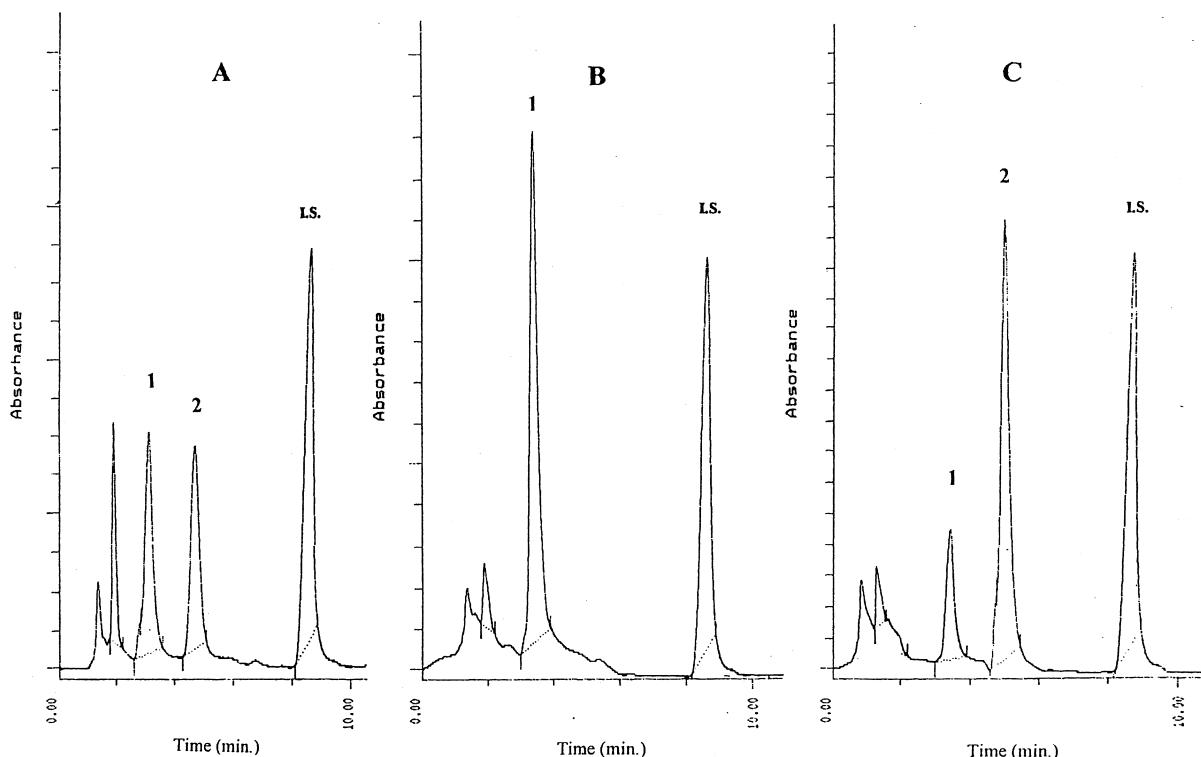 A
1
2
I.S.
Absorhance
0.00
10.00
Time (min.)
B
1
I.S.
Absorbance
0.00
10.00
Time (min.)
C
1
2
I.S.
Absorbance
0.00
10.00
Time (min.)